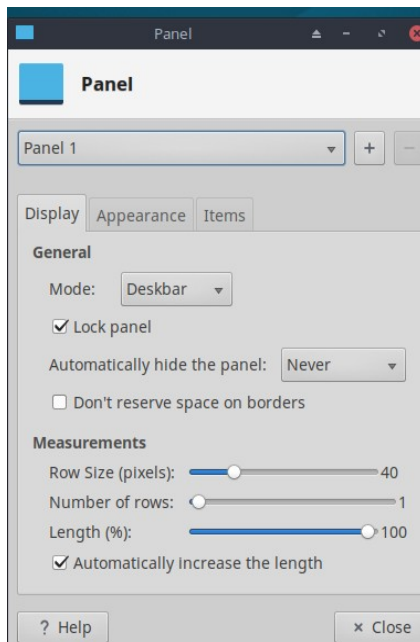 Panel
Panel
Panel 1
Display Appearance Items
General
Mode: Deskbar
Lock panel
Automatically hide the panel: Never
Don't reserve space on borders
Measurements
Row Size (pixels): 40
Number of rows: 1
Length (%): 100
Automatically increase the length
? Help × Close